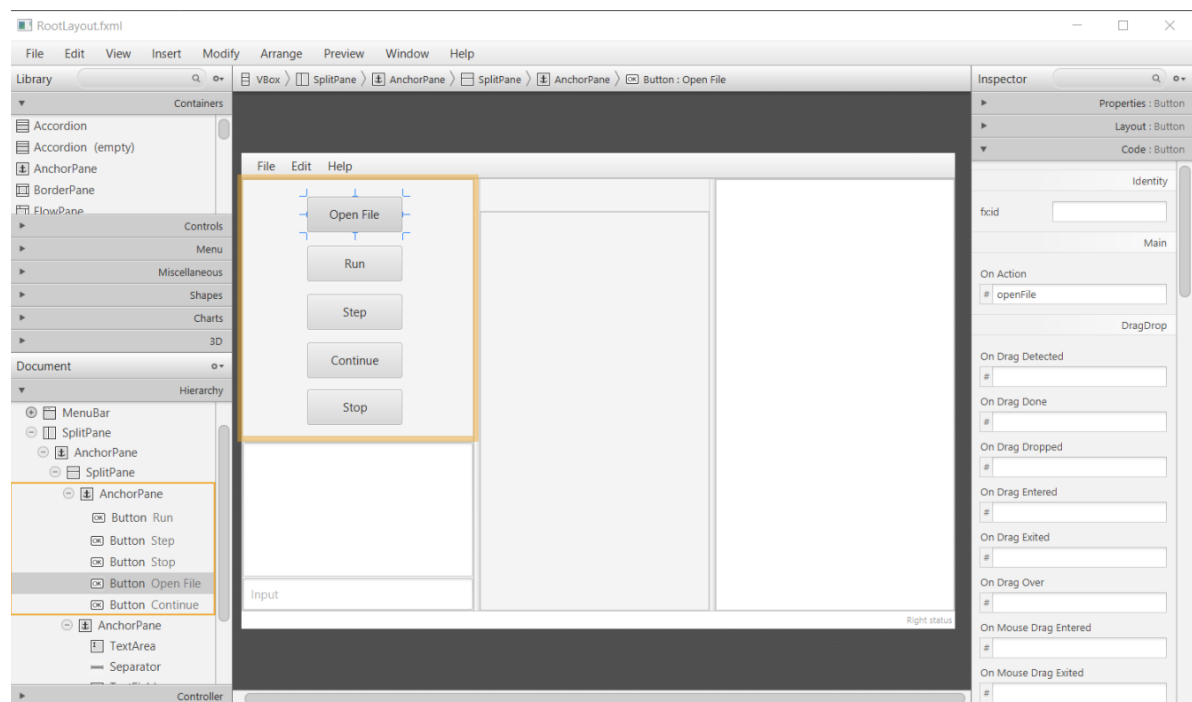 RootLayout.fxml
File Edit View Insert Modify Arrange Preview Window Help
Library
VBox SplitPane AnchorPane SplitPane AnchorPane Button : Open File
Inspector
Containers
Accordion
Accordion (empty)
AnchorPane
BorderPane
FlowPane
Controls
Menu
Miscellaneous
Shapes
Charts
3D
Document
Hierarchy
MenuBar
SplitPane
AnchorPane
SplitPane
AnchorPane
Button Run
Button Step
Button Stop
Button Open File
Button Continue
AnchorPane
TextArea
Separator
Controller
File Edit Help
Open File
Run
Step
Continue
Stop
Input
Right status
Properties : Button
Layout : Button
Code : Button
Identity
fx:id
Main
On Action
# openFile
DragDrop
On Drag Detected
#
On Drag Done
#
On Drag Dropped
#
On Drag Entered
#
On Drag Exited
#
On Drag Over
#
On Mouse Drag Entered
#
On Mouse Drag Exited
#